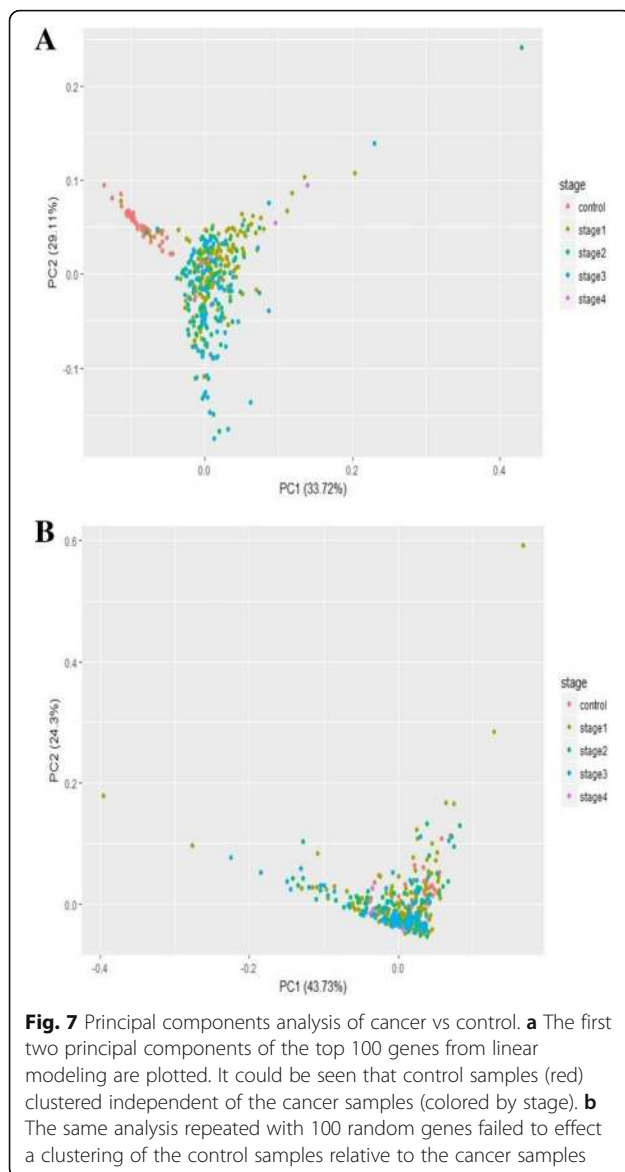 A
0.2
0.1
0.0
-0.1
PC2 (29.11%)
0.0
0.2
0.4
PC1 (33.72%)
stage
control
stage1
stage2
stage3
stage4
B
0.6
0.4
0.2
0.0
PC2 (24.3%)
-0.4
-0.2
0.0
PC1 (43.73%)
stage
control
stage1
stage2
stage3
stage4
Fig. 7 Principal components analysis of cancer vs control. a The first
two principal components of the top 100 genes from linear
modeling are plotted. It could be seen that control samples (red)
clustered independent of the cancer samples (colored by stage). b
The same analysis repeated with 100 random genes failed to effect
a clustering of the control samples relative to the cancer samples